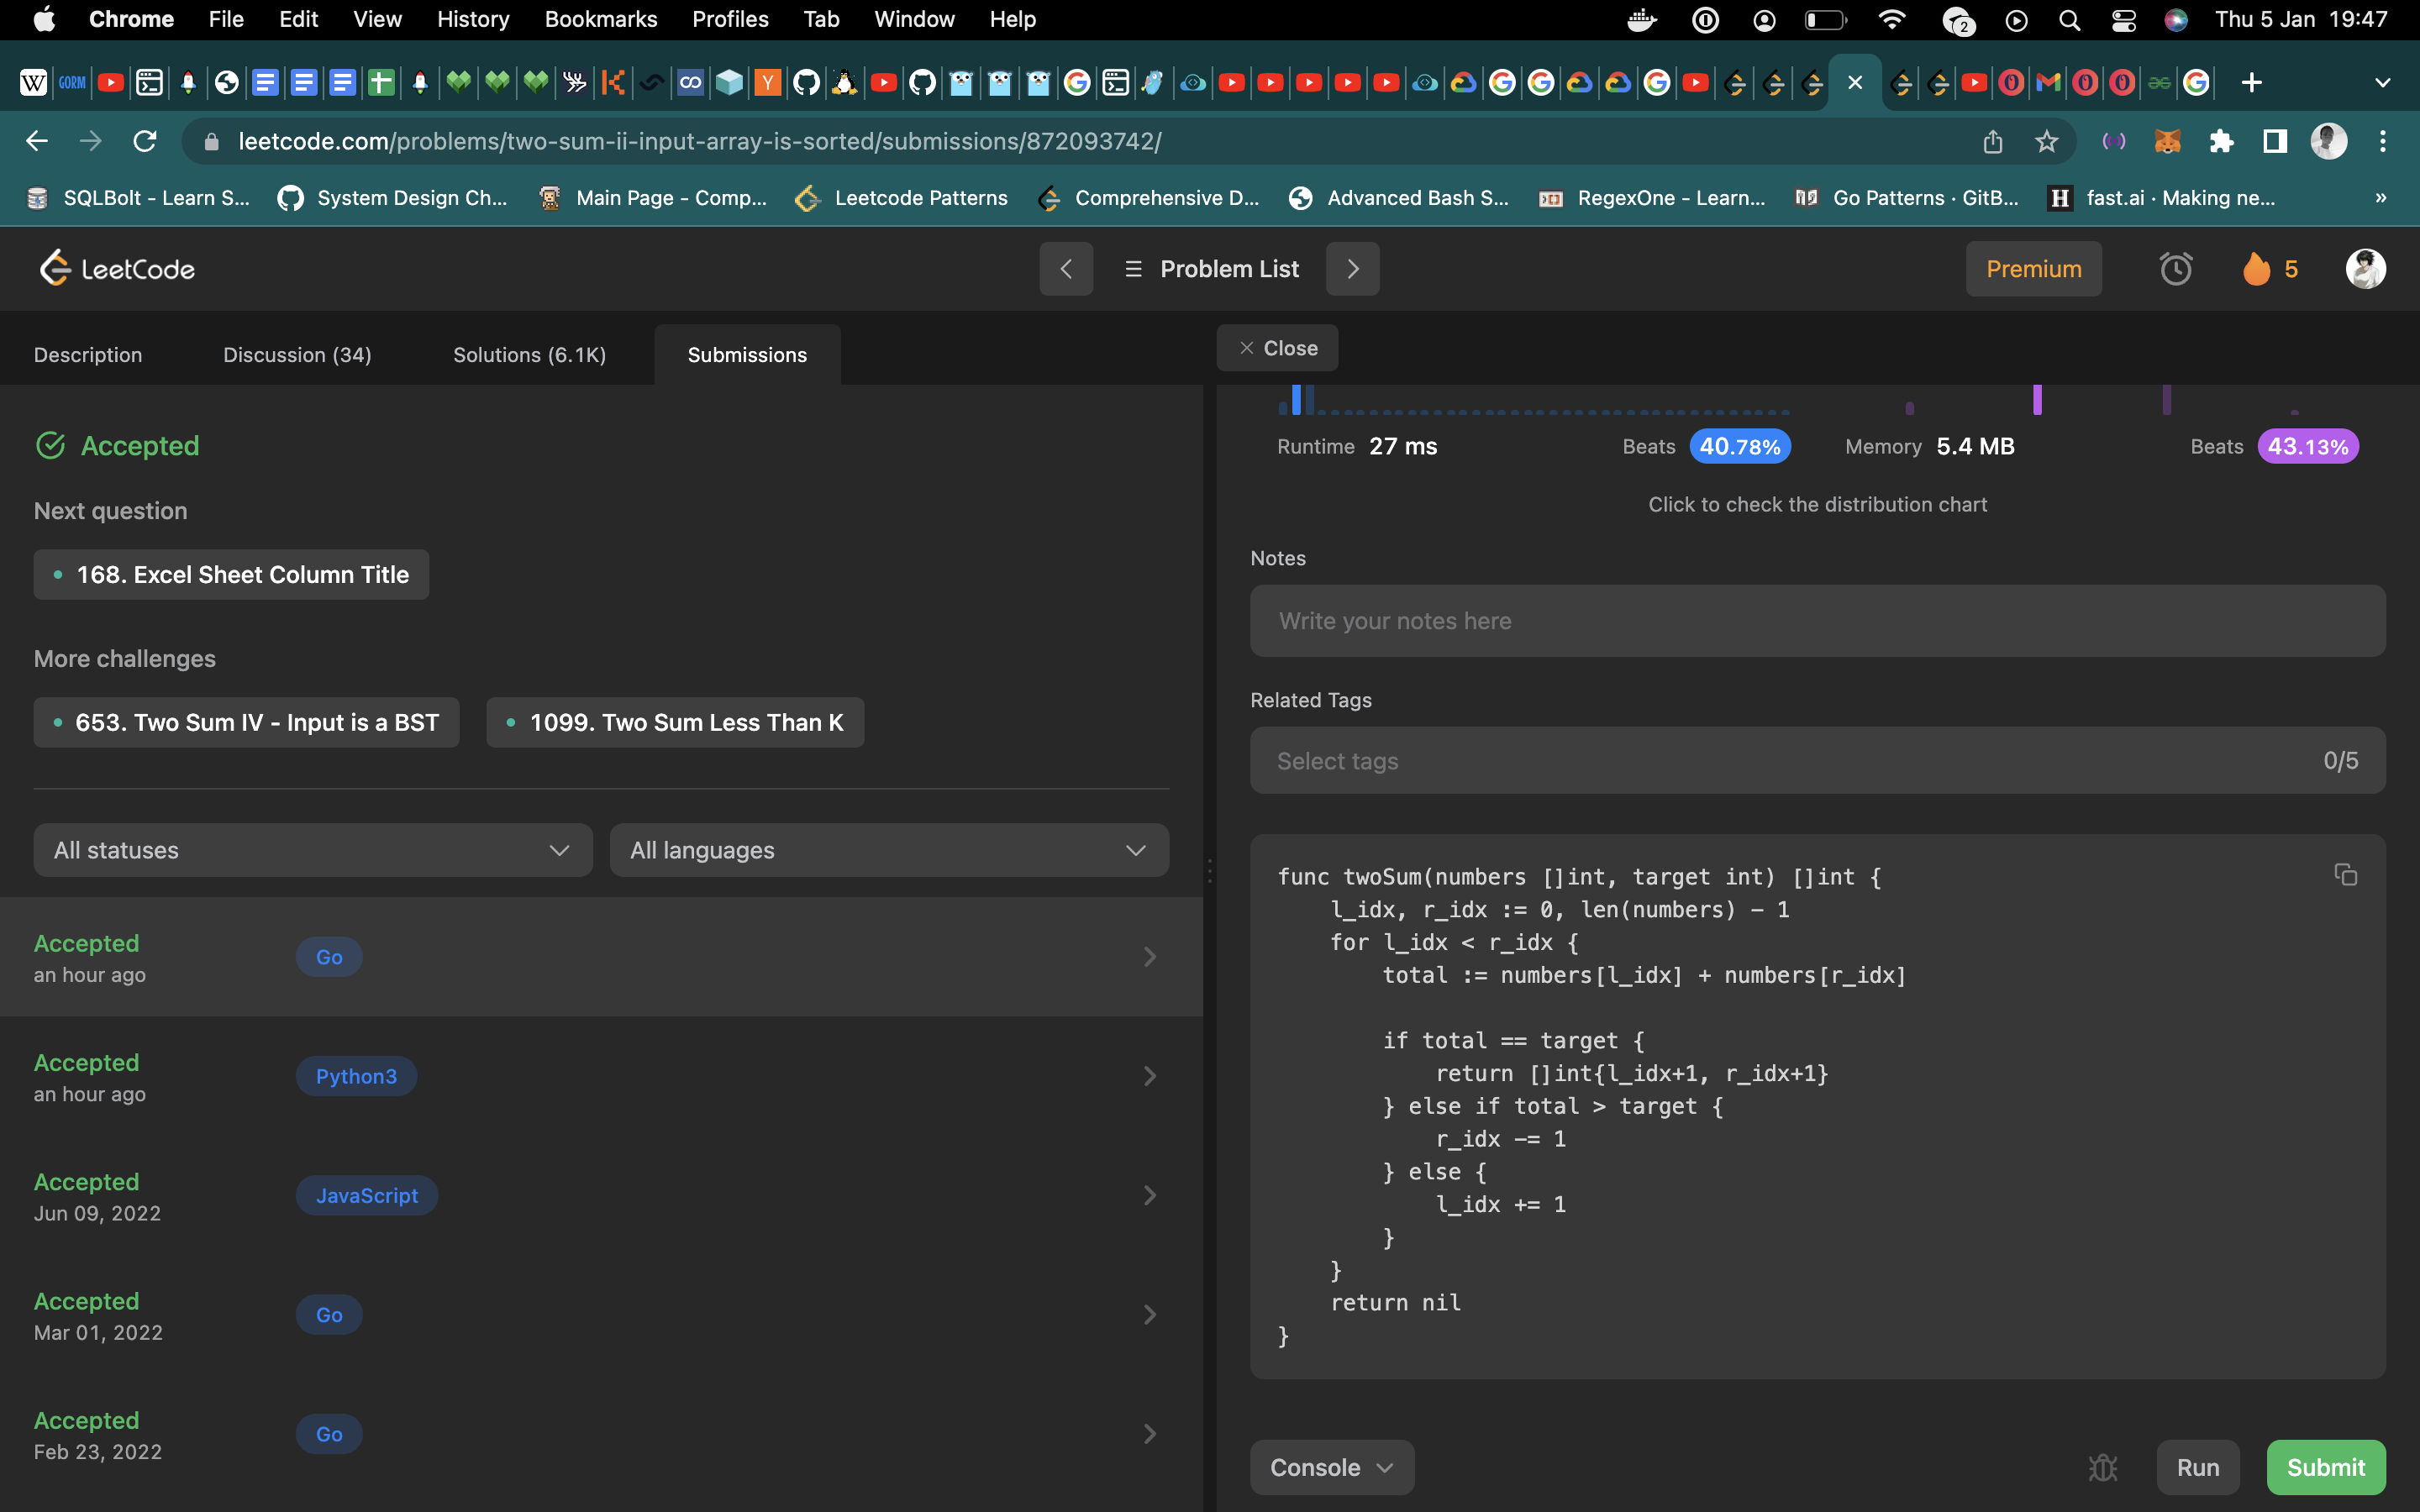 Chrome File Edit View History Bookmarks Profiles Tab Window Help 2 Thu 5 Jan 19:47
W GORM Y
leetcode.com/problems/two-sum-ii-input-array-is-sorted/submissions/872093742/
SQLBolt - Learn S... System Design Ch... Main Page - Comp... Leetcode Patterns Comprehensive D... Advanced Bash S... RegexOne - Learn... Go Patterns · GitB... H fast.ai · Making ne... »
LeetCode Problem List Premium 5
Description Discussion (34) Solutions (6.1K) Submissions
Accepted
Next question
168. Excel Sheet Column Title
More challenges
653. Two Sum IV - Input is a BST 1099. Two Sum Less Than K
All statuses All languages
Accepted
an hour ago
Go
Accepted
an hour ago
Python3
Accepted
Jun 09, 2022
JavaScript
Accepted
Mar 01, 2022
Go
Accepted
Feb 23, 2022
Go
Close
Runtime 27 ms Beats 40.78% Memory 5.4 MB Beats 43.13%
Click to check the distribution chart
Notes
Write your notes here
Related Tags
Select tags 0/5
func twoSum(numbers []int, target int) []int {
    l_idx, r_idx := 0, len(numbers) - 1
    for l_idx < r_idx {
        total := numbers[l_idx] + numbers[r_idx]
        if total == target {
            return []int{l_idx+1, r_idx+1}
        } else if total > target {
            r_idx -= 1
        } else {
            l_idx += 1
        }
    }
    return nil
}
Console Run Submit